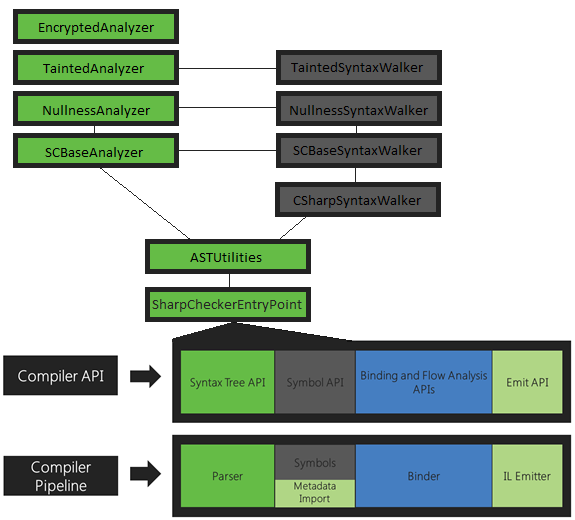 EncryptedAnalyzer
TaintedAnalyzer
TaintedSyntaxWalker
NullnessAnalyzer
NullnessSyntaxWalker
SCBaseAnalyzer
SCBaseSyntaxWalker
CSharpSyntaxWalker
ASTUtilities
SharpCheckerEntryPoint
Compiler API
Syntax Tree API
Symbol API
Binding and Flow Analysis
APIs
Emit API
Compiler
Pipeline
Parser
Symbols
Metadata
Import
Binder
IL Emitter